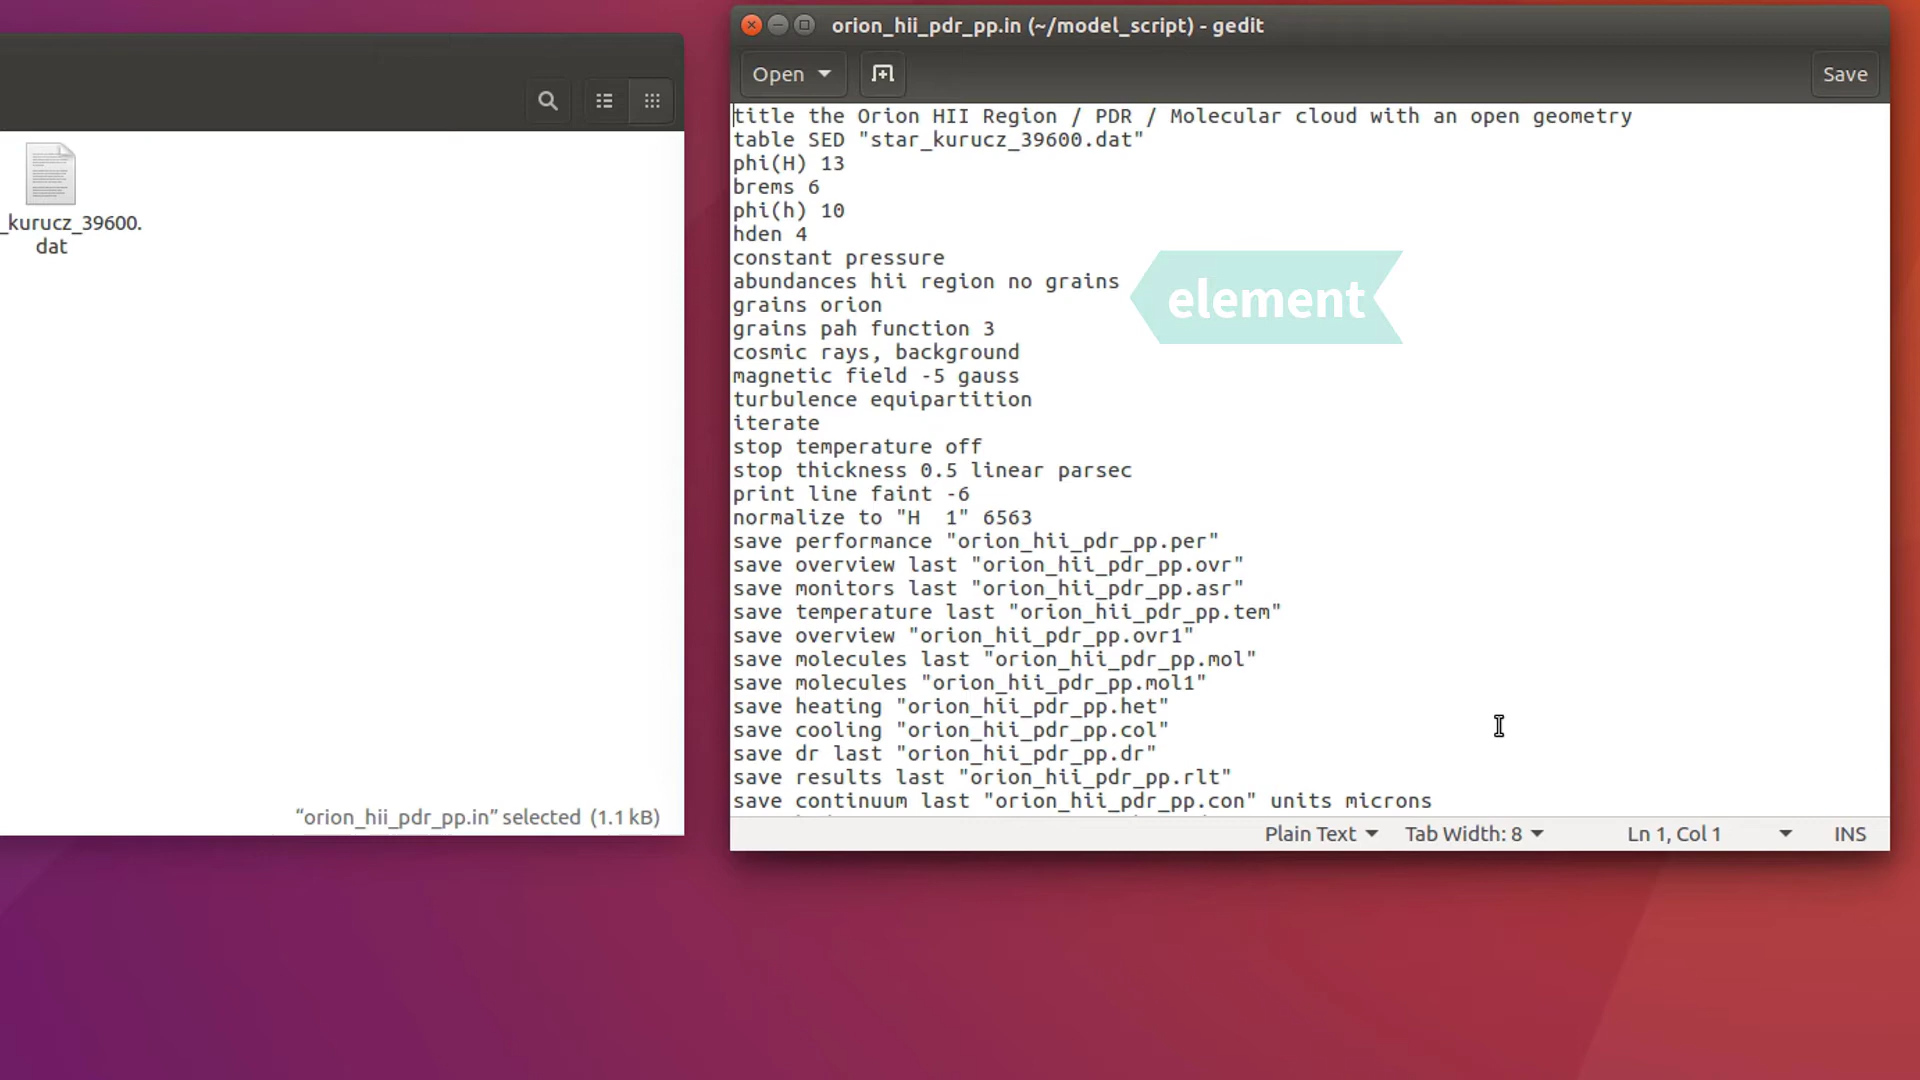 _kurucz_39600.
dat
“orion_hii_pdr_pp.in” selected (1.1 kB)
orion_hii_pdr_pp.in (~/model_script) - gedit
Open
Save
title the Orion HII Region / PDR / Molecular cloud with an open geometry
table SED "star_kurucz_39600.dat"
phi(H) 13
brems 6
phi(h) 10
hden 4
constant pressure
abundances hii region no grains
grains orion
grains pah function 3
cosmic rays, background
magnetic field -5 gauss
turbulence equipartition
iterate
stop temperature off
stop thickness 0.5 linear parsec
print line faint -6
normalize to "H  1" 6563
save performance "orion_hii_pdr_pp.per"
save overview last "orion_hii_pdr_pp.ovr"
save monitors last "orion_hii_pdr_pp.asr"
save temperature last "orion_hii_pdr_pp.tem"
save overview "orion_hii_pdr_pp.ovr1"
save molecules last "orion_hii_pdr_pp.mol"
save molecules "orion_hii_pdr_pp.mol1"
save heating "orion_hii_pdr_pp.het"
save cooling "orion_hii_pdr_pp.col"
save dr last "orion_hii_pdr_pp.dr"
save results last "orion_hii_pdr_pp.rlt"
save continuum last "orion_hii_pdr_pp.con" units microns
element
Plain Text
Tab Width: 8
Ln 1, Col 1
INS